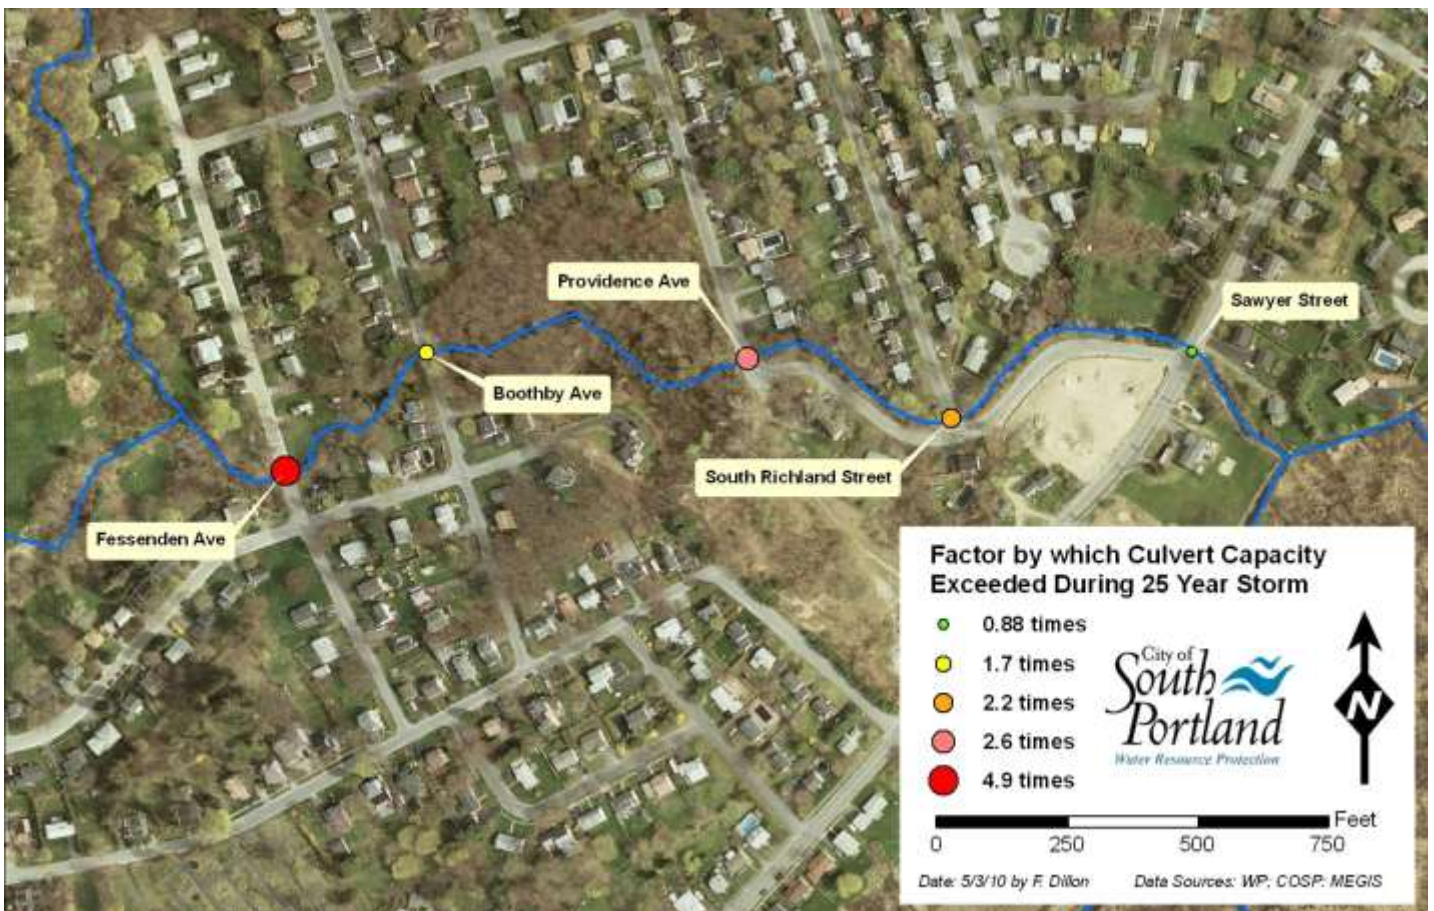 Providence Ave
Sawyer Street
Boothby Ave
South Richland Street
Fessenden Ave
Factor by which Culvert Capacity
Exceeded During 25 Year Storm
0.88 times
1.7 times
2.2 times
2.6 times
4.9 times
City of
South
Portland
Water Resource Protection
N
Feet
0 250 500 750
Date: 5/3/10 by F. Dillon Data Sources: WP; COSP; MEGIS